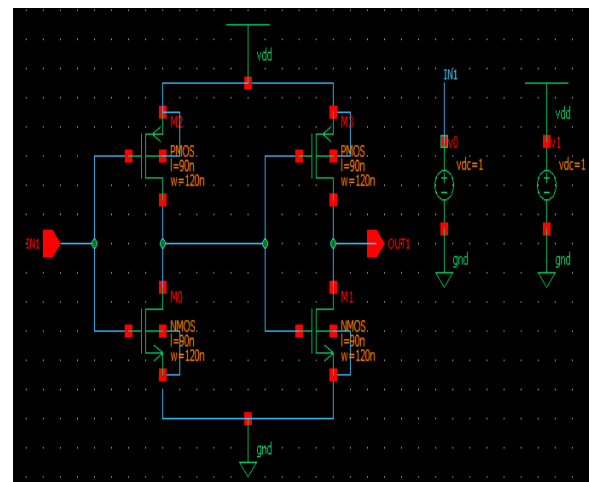 vdd
IN1
M2
M3
vdd
v0
v1
PMOS
l=90n
w=120n
PMOS
l=90n
w=120n
vdc=1
vdc=1
IN1
OUT1
gnd
gnd
M0
M1
NMOS
l=90n
w=120n
NMOS
l=90n
w=120n
gnd